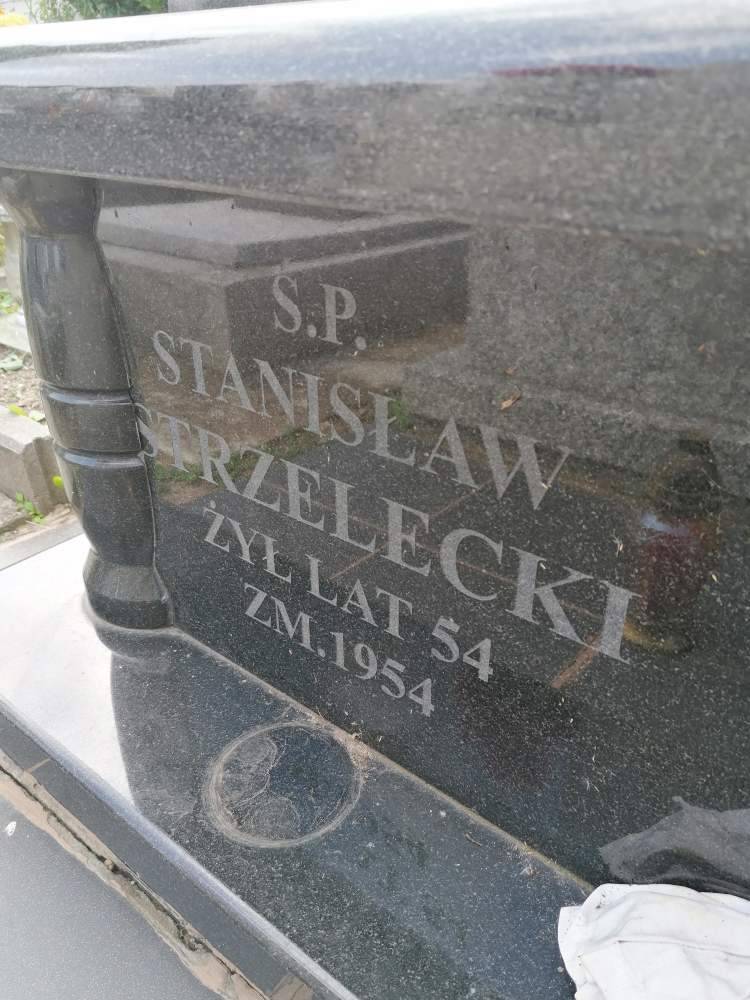 Ś.P.
STANISŁAW
STRZELECKI
ŻYŁ LAT 54
ZM.1954